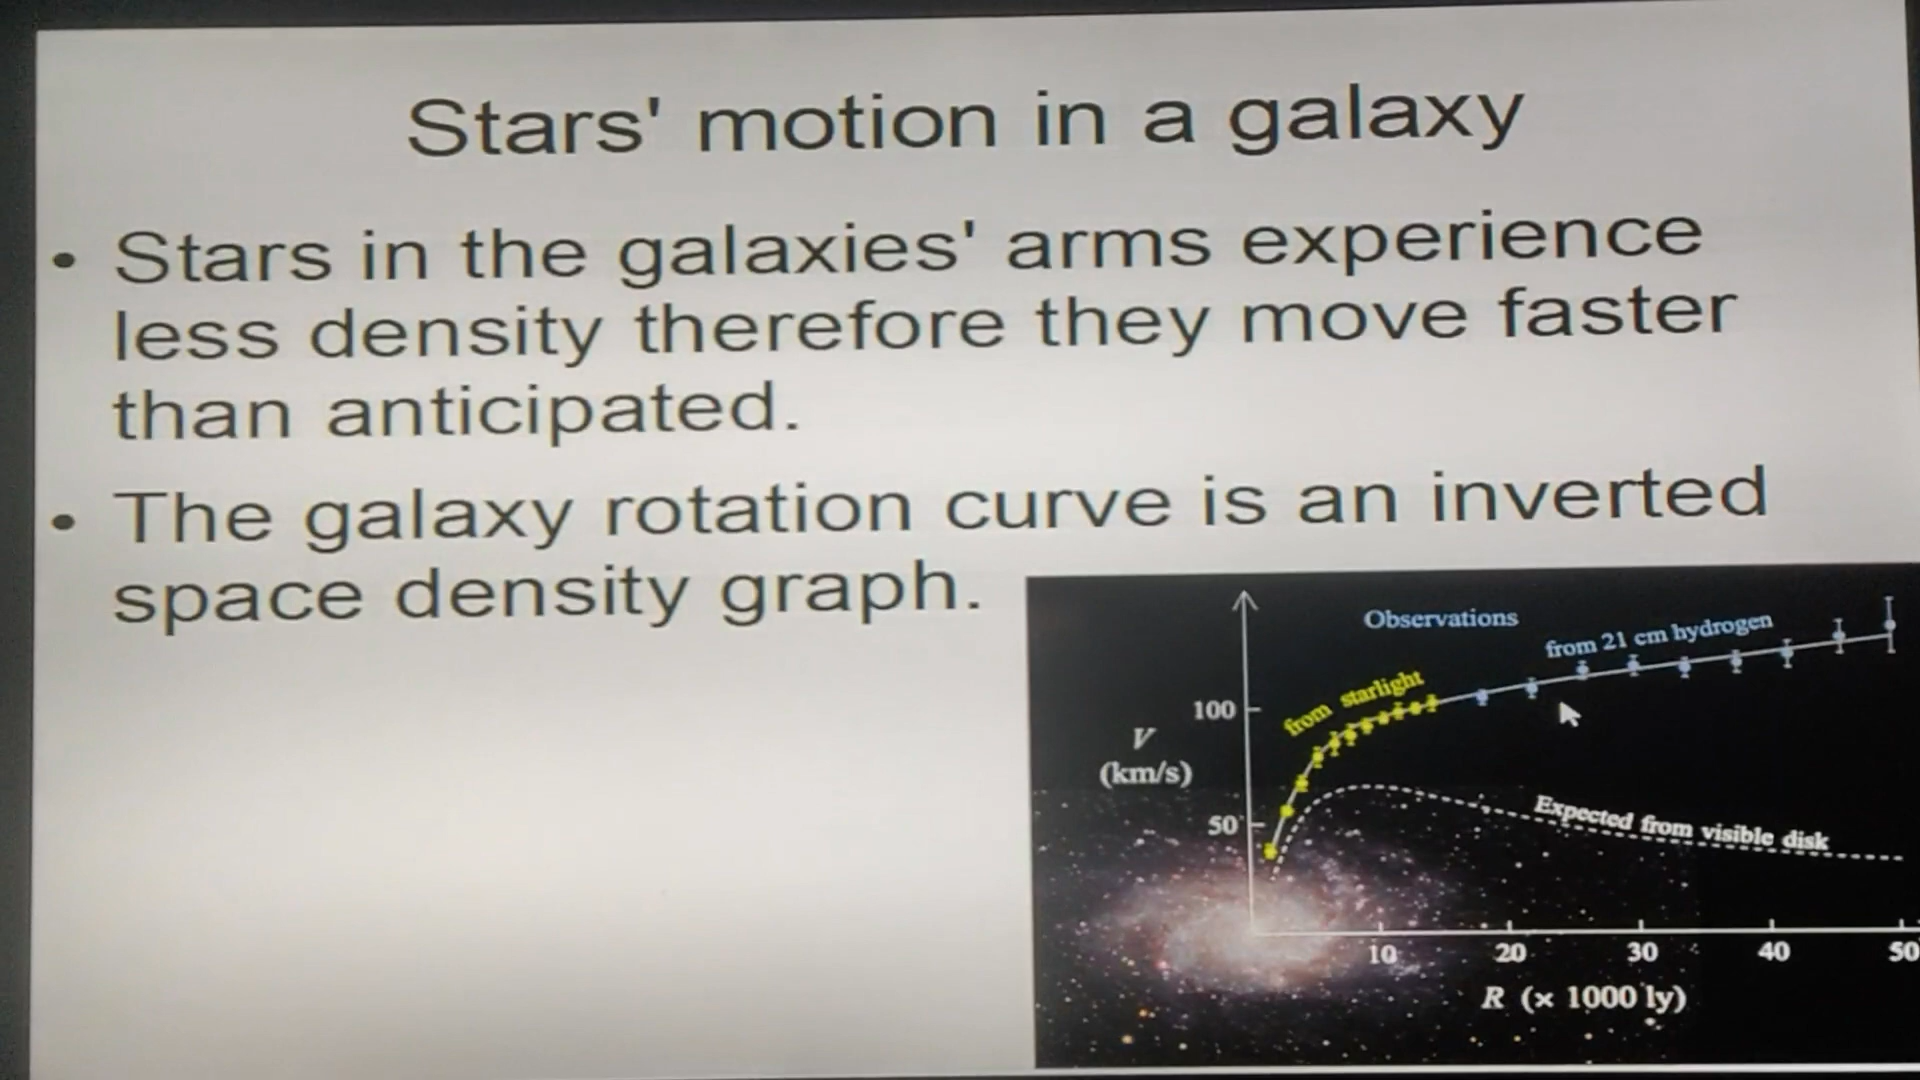 Stars' motion in a galaxy
• Stars in the galaxies' arms experience
less density therefore they move faster
than anticipated.
• The galaxy rotation curve is an inverted
space density graph.
Observations
from 21 cm hydrogen
from starlight
100
V
(km/s)
50
Expected from visible disk
10 20 30 40 50
R (x 1000 ly)